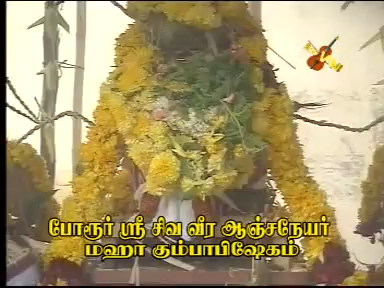 போரூர் ஸ்ரீ சிவ வீர ஆஞ்சநேயர்
மஹா கும்பாபிஷேகம்